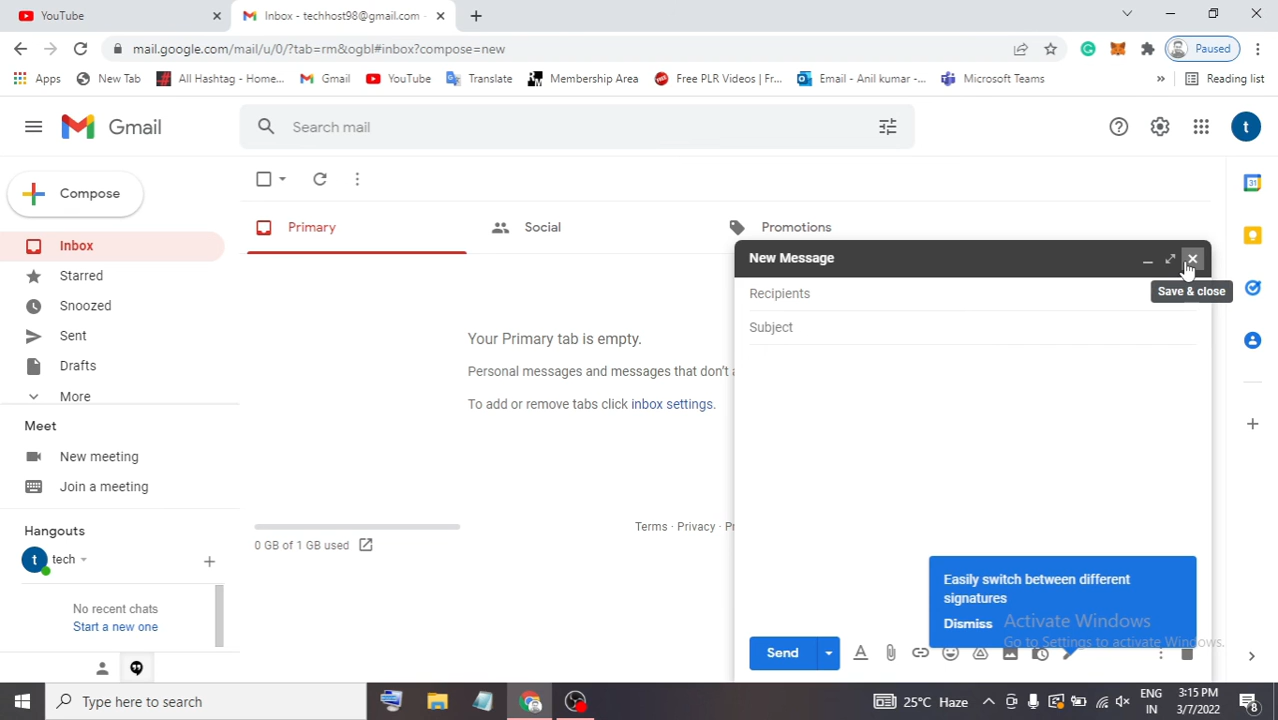 YouTube
Inbox - techhost98@gmail.com -
mail.google.com/mail/u/0/?tab=rm&ogbl#inbox?compose=new
Paused
Apps
New Tab
All Hashtag - Home...
Gmail
YouTube
Translate
Membership Area
Free PLR Videos | Fr...
Email - Anil kumar -...
Microsoft Teams
»
Reading list
Gmail
Search mail
t
Compose
Inbox
Starred
Snoozed
Sent
Drafts
More
Primary
Social
Promotions
New Message
Save & close
Recipients
Subject
Your Primary tab is empty.
Personal messages and messages that don't a
To add or remove tabs click inbox settings.
Meet
New meeting
Join a meeting
Hangouts
t tech
No recent chats
Start a new one
0 GB of 1 GB used
Terms · Privacy · Pr
Easily switch between different
signatures
Dismiss
Activate Windows
Go to Settings to activate Windows.
Send
Type here to search
25°C Haze
ENG
IN
3:15 PM
3/7/2022
8
31